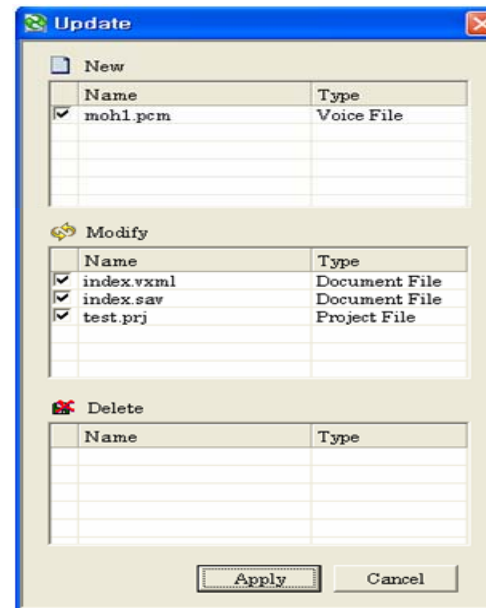 Update
New
Name Type
moh1.pcm Voice File
Modify
Name Type
index.vxml Document File
index.sav Document File
test.prj Project File
Delete
Name Type
Apply Cancel